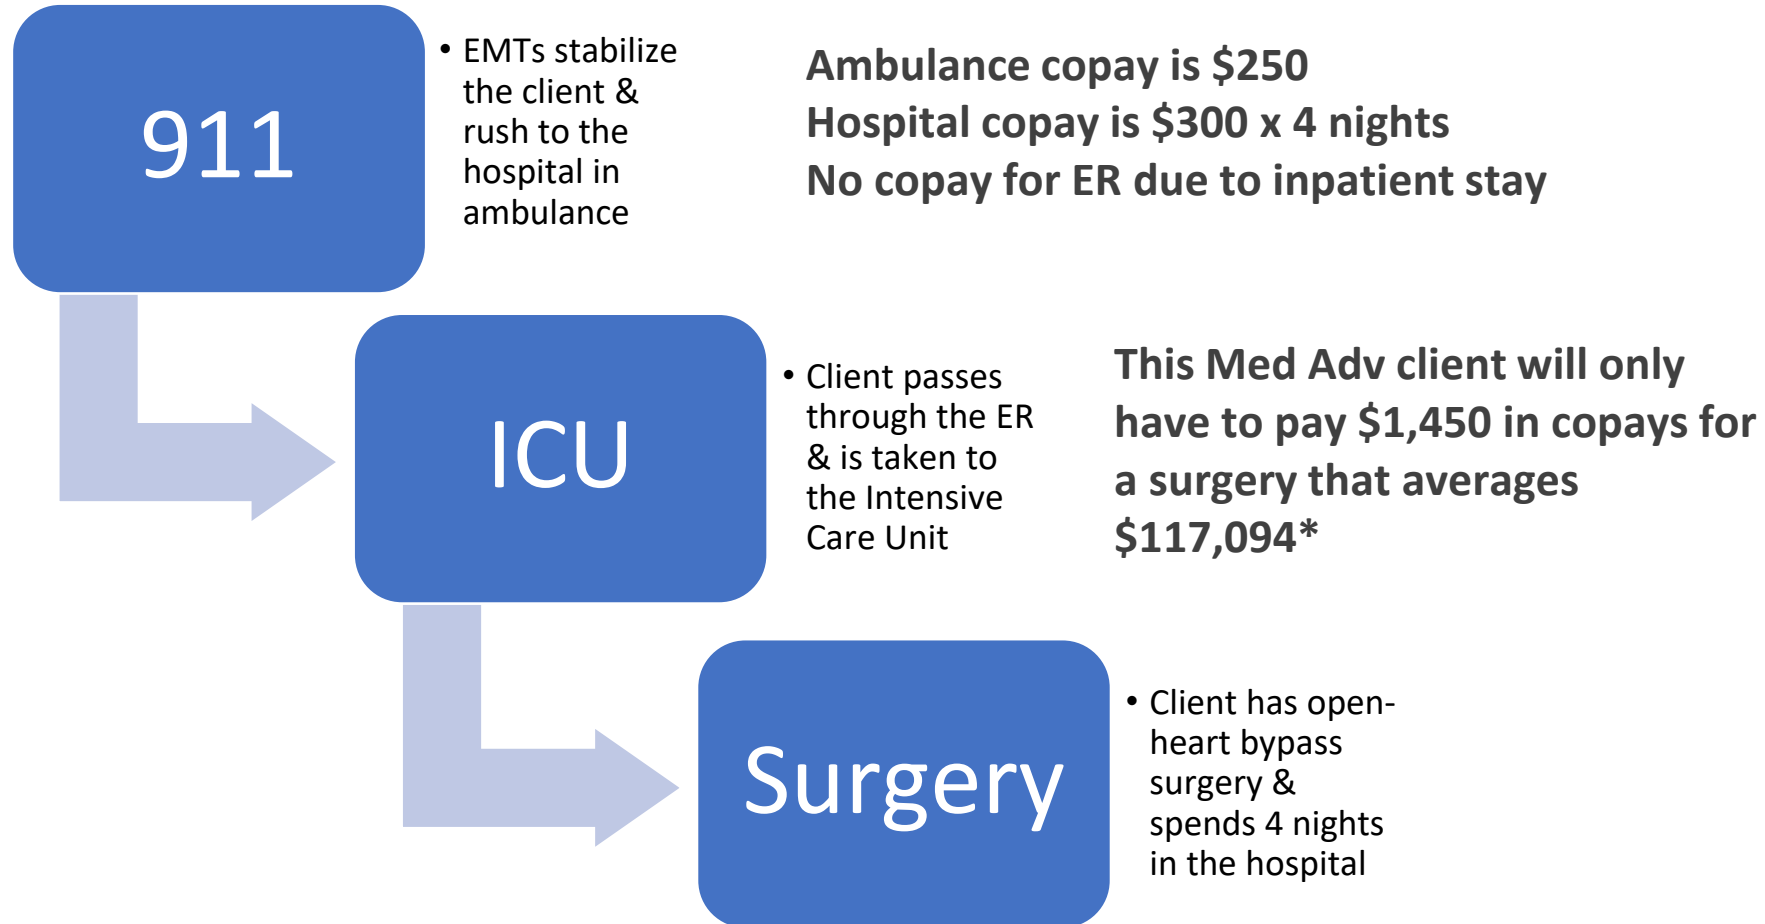 911
• EMTs stabilize
the client &
rush to the
hospital in
ambulance
Ambulance copay is $250
Hospital copay is $300 x 4 nights
No copay for ER due to inpatient stay
ICU
• Client passes
through the ER
& is taken to
the Intensive
Care Unit
This Med Adv client will only
have to pay $1,450 in copays for
a surgery that averages
$117,094*
Surgery
• Client has open-
heart bypass
surgery &
spends 4 nights
in the hospital